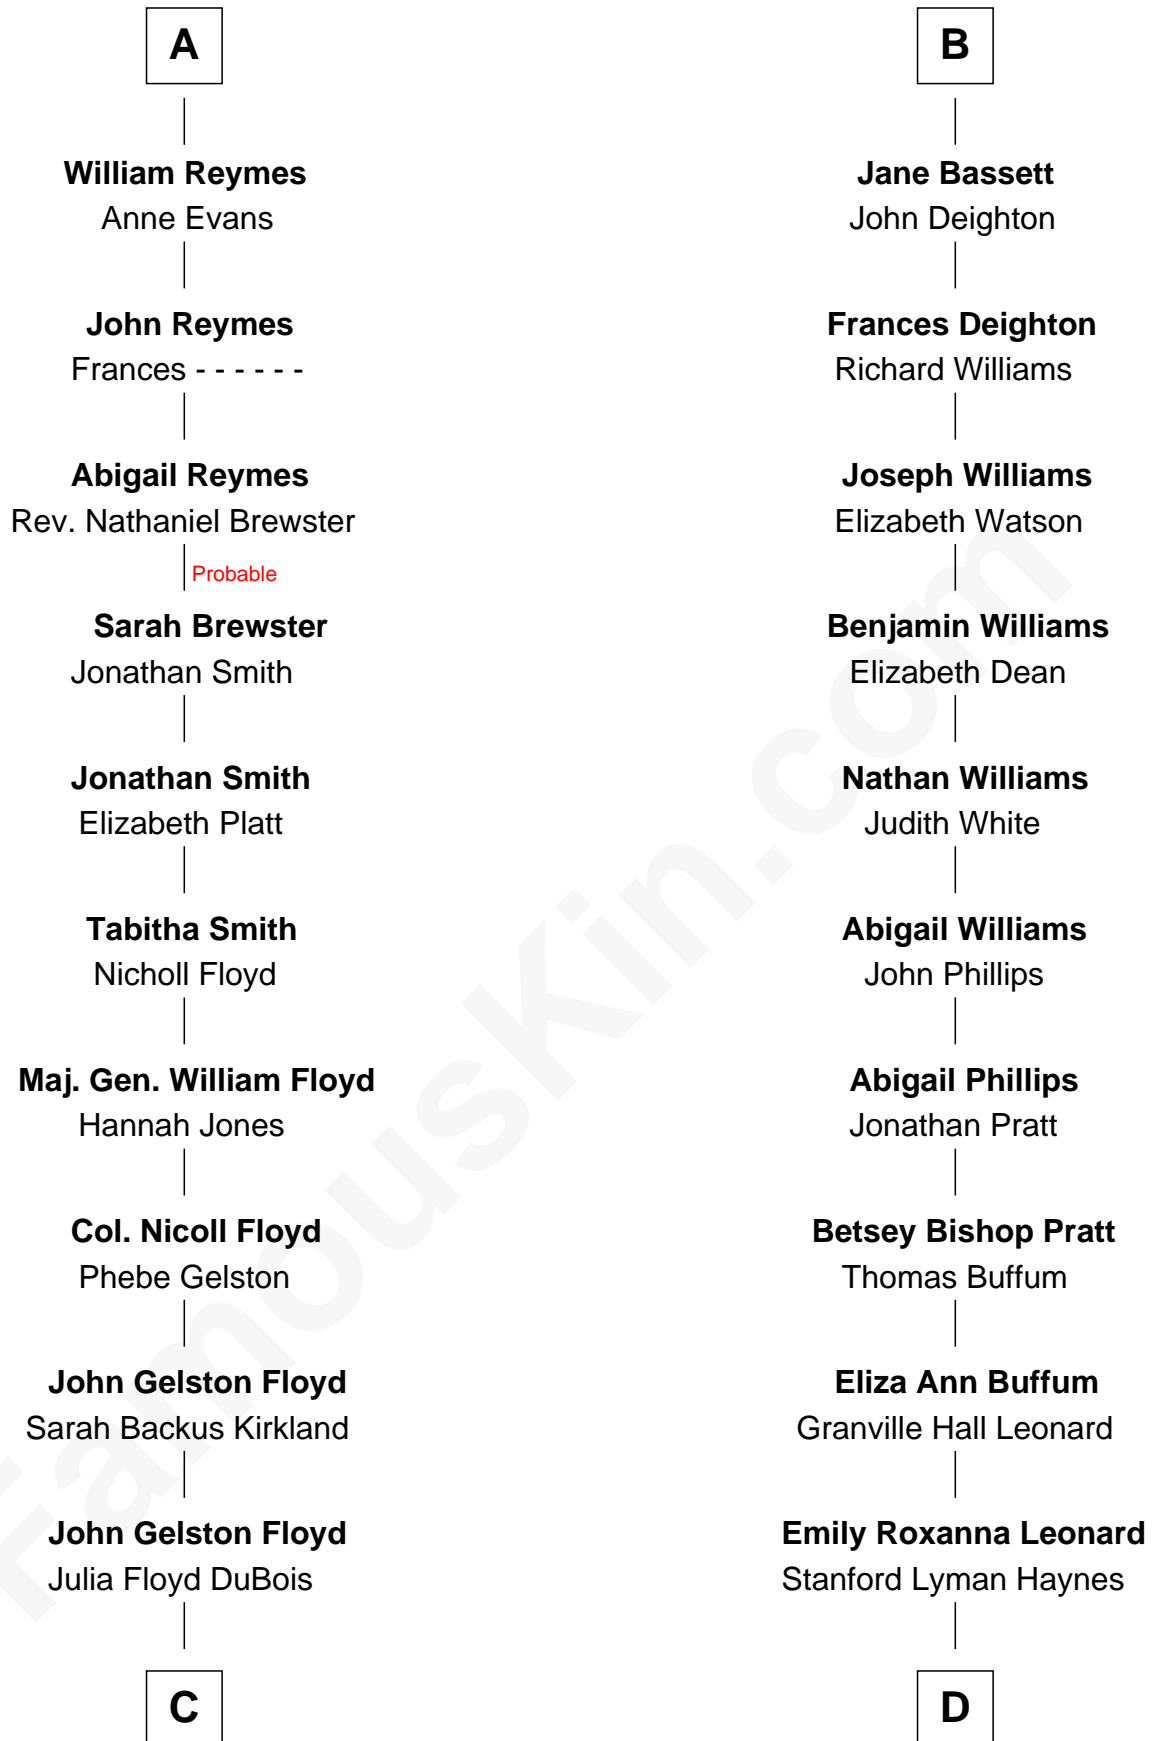 A
William Reymes
Anne Evans
John Reymes
Frances - - - - - -
Abigail Reymes
Rev. Nathaniel Brewster
Probable
Sarah Brewster
Jonathan Smith
Jonathan Smith
Elizabeth Platt
Tabitha Smith
Nicholl Floyd
Maj. Gen. William Floyd
Hannah Jones
Col. Nicoll Floyd
Phebe Gelston
John Gelston Floyd
Sarah Backus Kirkland
John Gelston Floyd
Julia Floyd DuBois
C
B
Jane Bassett
John Deighton
Frances Deighton
Richard Williams
Joseph Williams
Elizabeth Watson
Benjamin Williams
Elizabeth Dean
Nathan Williams
Judith White
Abigail Williams
John Phillips
Abigail Phillips
Jonathan Pratt
Betsey Bishop Pratt
Thomas Buffum
Eliza Ann Buffum
Granville Hall Leonard
Emily Roxanna Leonard
Stanford Lyman Haynes
D
FamousKin.com